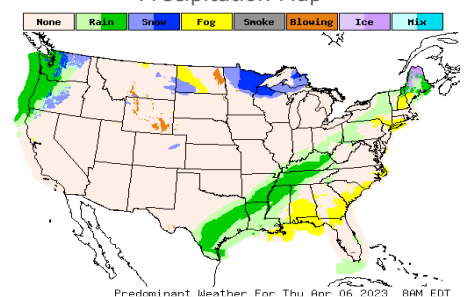 Precipitation Map
None Rain Snow Fog Smoke Blowing Ice Mix
Predominant Weather For Thu Apr 06 2023 8AM EDT